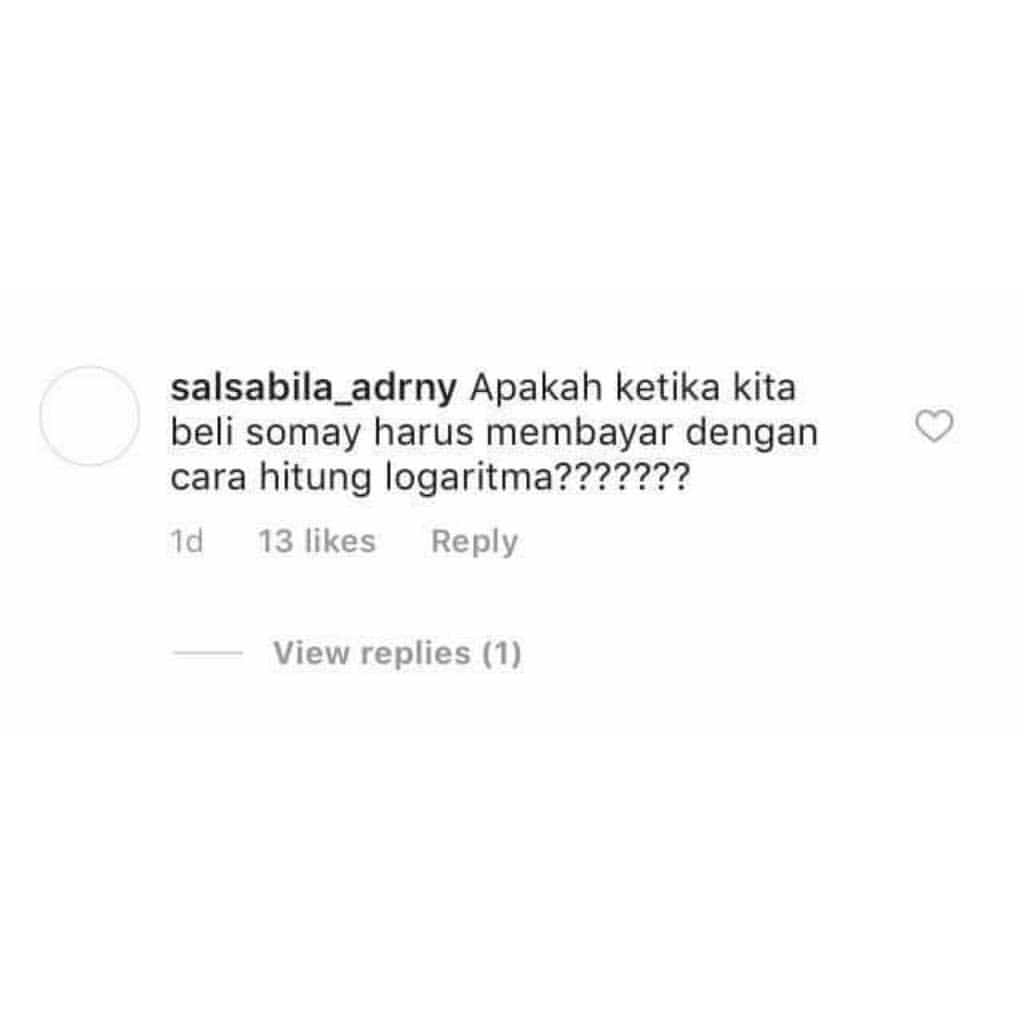 salsabila_adrny Apakah ketika kita
beli somay harus membayar dengan
cara hitung logaritma???????
1d 13 likes Reply
View replies (1)